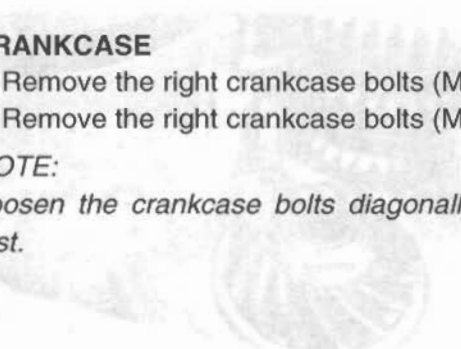 RANKCASE
Remove the right crankcase bolts (M
Remove the right crankcase bolts (M
OTE:
oosen the crankcase bolts diagonall
st.